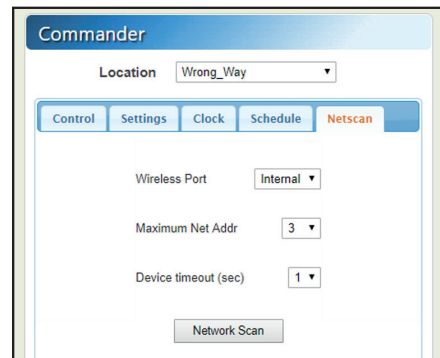 Commander
Location Wrong_Way
Control Settings Clock Schedule Netscan
Wireless Port Internal
Maximum Net Addr 3
Device timeout (sec) 1
Network Scan